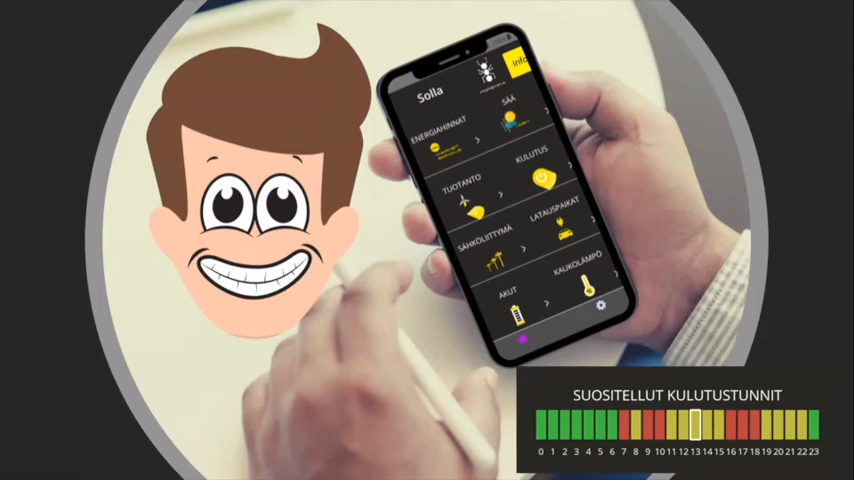 Solla
info
ENERGIAHINNAT
SÄÄ
TUOTANTO
KULUTUS
SÄHKÖLIITTYMÄ
LATAUSPAIKAT
AKUT
KAUKOLÄMPÖ
SUOSITELLUT KULUTUSTUNNIT
0 1 2 3 4 5 6 7 8 9 10 11 12 13 14 15 16 17 18 19 20 21 22 23